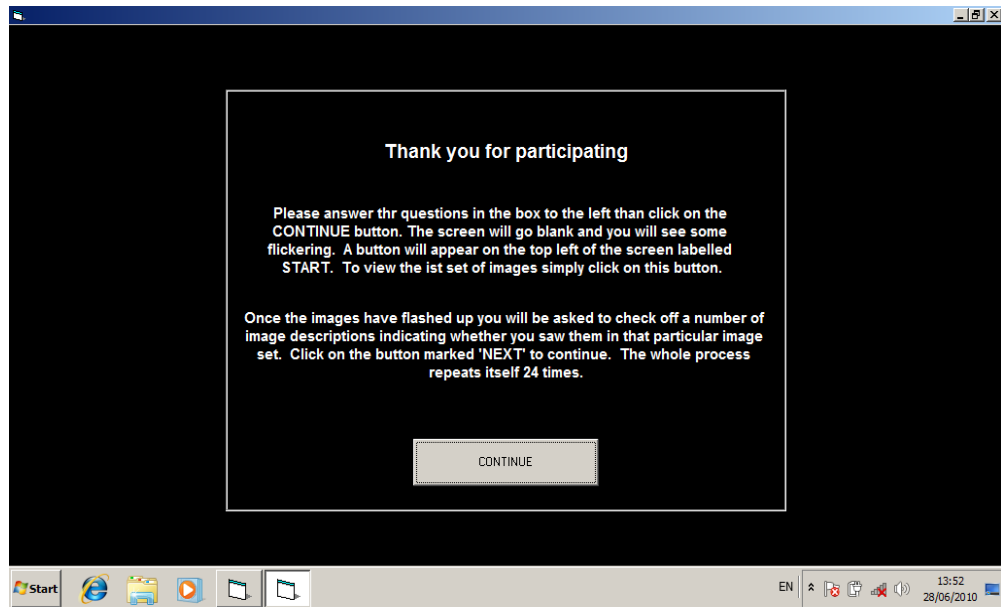 Thank you for participating
Please answer thr questions in the box to the left than click on the
CONTINUE button. The screen will go blank and you will see some
flickering. A button will appear on the top left of the screen labelled
START. To view the ist set of images simply click on this button.
Once the images have flashed up you will be asked to check off a number of
image descriptions indicating whether you saw them in that particular image
set. Click on the button marked 'NEXT' to continue. The whole process
repeats itself 24 times.
CONTINUE
Start
EN
13:52
28/06/2010